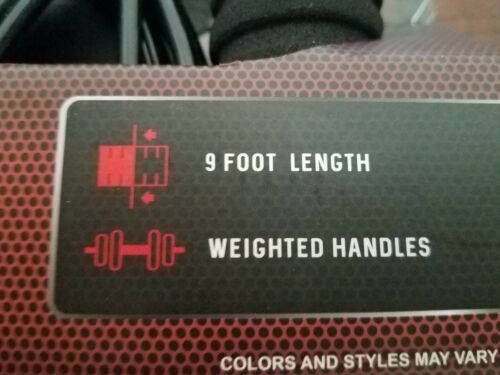 9 FOOT LENGTH
WEIGHTED HANDLES
COLORS AND STYLES MAY VARY